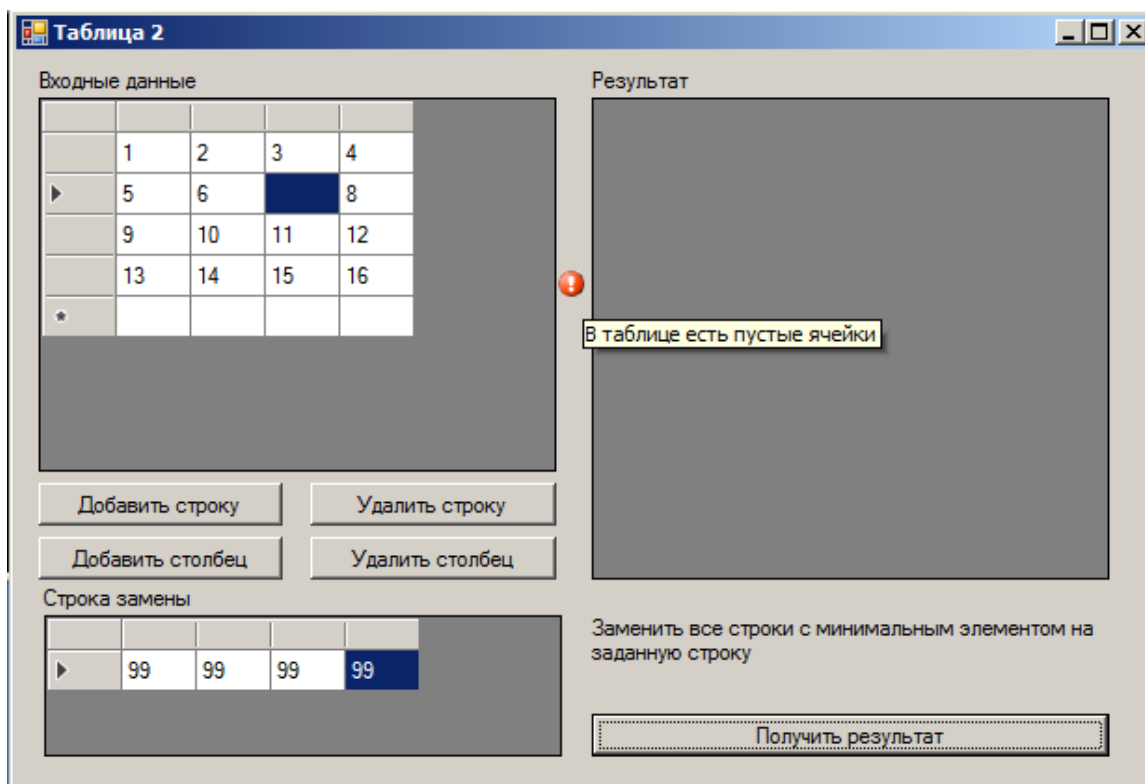 Таблица 2
Входные данные
Результат
1 2 3 4
5 6 8
9 10 11 12
13 14 15 16
В таблице есть пустые ячейки
Добавить строку
Удалить строку
Добавить столбец
Удалить столбец
Строка замены
99 99 99 99
Заменить все строки с минимальным элементом на
заданную строку
Получить результат